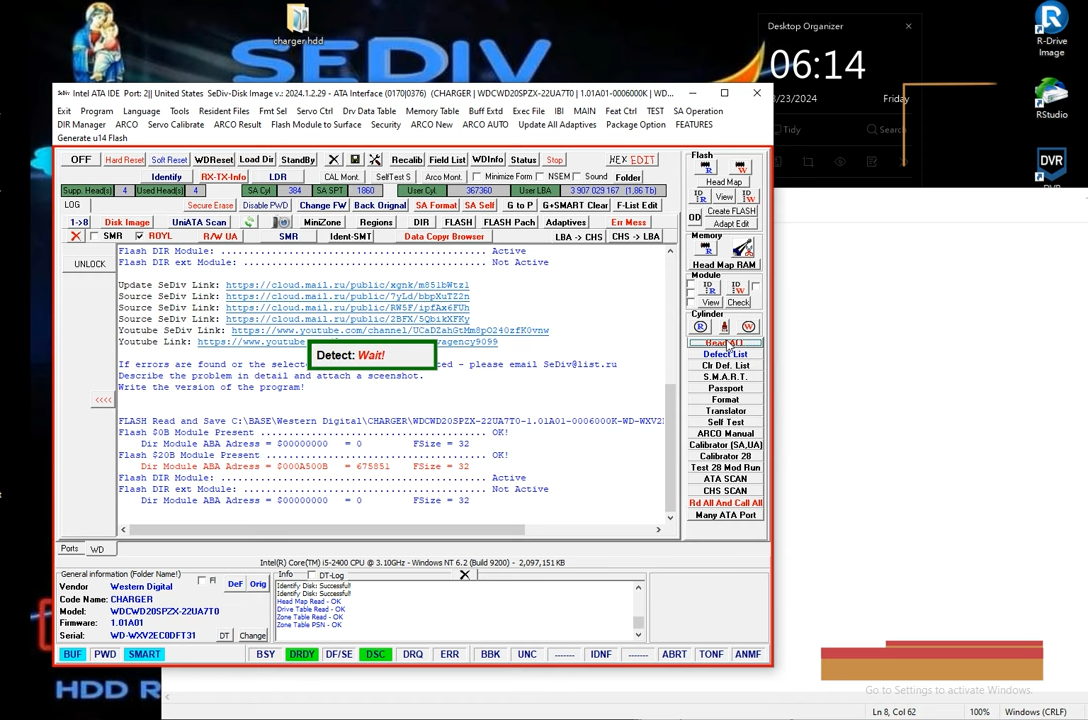 charger hdd
SEDIV
Desktop Organizer
06:14
/23/2024
Friday
Tidy
Search
R-Drive
Image
RStudio
DVR
Intel ATA IDE Port: 2|| United States SeDiv-Disk Image v.: 2024.1.2.29 - ATA Interface (0170|0376) (CHARGER | WDCWD20SPZX-22UA7T0 | 1.01A01-0006000K...
Exit Program Language Tools Resident Files Fmt Seg Servo Ctrl Drv Data Table Memory Table Buff Extd Exec File IBI MAIN Feat Ctrl TEST SA Operation
DIR Manager ARCO Servo Calibrate ARCO Result Flash Module to Surface Security ARCO New ARCO AUTO Update All Adaptives Package Option FEATURES
Generate u14 Flash
OFF Hard Reset Soft Reset WDReset Load Dir StandBy Recalib Field List WDInfo Status Stop HEX EDIT
Identify RX-TX-Info LDR CAL Mont. SelfTest S Arco Mont. Minimize Form NSEM Sound Folder
Supp. Head(s) 4 Used Head(s) 4 SA Cyl 384 SA SPT 1860 User Cyl. 367360 User LBA 3 907 029 167 (1,86 Tb)
LOG Secure Erase Disable PWD Change FW Back Orignal SA Format SA Self G to P G+SMART Clear F-List Edit
1->8 Disk Image UniATA Scan MiniZone Regions DIR FLASH FLASH Pach Adaptives Err Mess
SMR ROYL R/W UA SMR Ident-SMT Data Copyr Browser LBA -> CHS CHS -> LBA
UNLOCK
Flash DIR Module: ................................................. Active
Flash DIR ext Module: ............................................. Not Active
Update SeDiv Link: https://cloud.mail.ru/public/xgnk/m851bWtz1
Source SeDiv Link: https://cloud.mail.ru/public/7yLd/bbpXuTZ2n
Source SeDiv Link: https://cloud.mail.ru/public/RW5F/ipfAx6FUh
Source SeDiv Link: https://cloud.mail.ru/public/2BFX/5QbikXFKy
Youtube SeDiv Link: https://www.youtube.com/channel/UCaDZahGtMm8pO240zfK0vnw
Youtube Link: https://www.youtube
vagency9099
Detect: Wait!
If errors are found or the selecte
ed - please email SeDiv@list.ru
Describe the problem in detail and attach a sceenshot.
Write the version of the program!
<<<<
FLASH Read and Save C:\BASE\Western Digital\CHARGER\WDCWD20SPZX-22UA7T0-1.01A01-0006000K-WD-WXV2
Flash $0B Module Present .......................................... OK!
Dir Module ABA Adress = $00000000 = 0 FSize = 32
Flash $20B Module Present ......................................... OK!
Dir Module ABA Adress = $000A500B = 675851 FSize = 32
Flash DIR Module: ................................................. Active
Flash DIR ext Module: ............................................. Not Active
Dir Module ABA Adress = $00000000 = 0 FSize = 32
Flash
Head Map
View
Create FLASH
OD
Adapt Edit
Memory
Head Map RAM
Module
ID R
ID W
View Check
Cylinder
R W
Read ALL
Defect List
Clr Def. List
S.M.A.R.T.
Passport
Format
Translator
Self Test
ARCO Manual
Calibrator (SA,UA)
Calibrator 28
Test 28 Mod Run
ATA SCAN
CHS SCAN
Rd All And Call All
Many ATA Port
Ports WD
Intel(R) Core(TM) i5-2400 CPU @ 3.10GHz - Windows NT 6.2 (Build 9200) - 2,097,151 KB
General information (Folder Name!)
Vendor Western Digital
FI
DeF Orig
Code Name: CHARGER
Model: WDCWD20SPZX-22UA7T0
Firmware: 1.01A01
Serial: WD-WXV2EC0DFT31
DT Change
Info DT-Log
Identify Disk: Successful!
Identify Disk: Successful!
Head Map Read - OK
Drive Table Read - OK
Zone Table Read - OK
Zone Table PSN - OK
BUF PWD SMART BSY DRDY DF/SE DSC DRQ ERR BBK UNC ------- IDNF ------- ABRT TONF ANMF
HDD R
Go to Settings to activate Windows.
Ln 8, Col 62 100% Windows (CRLF)